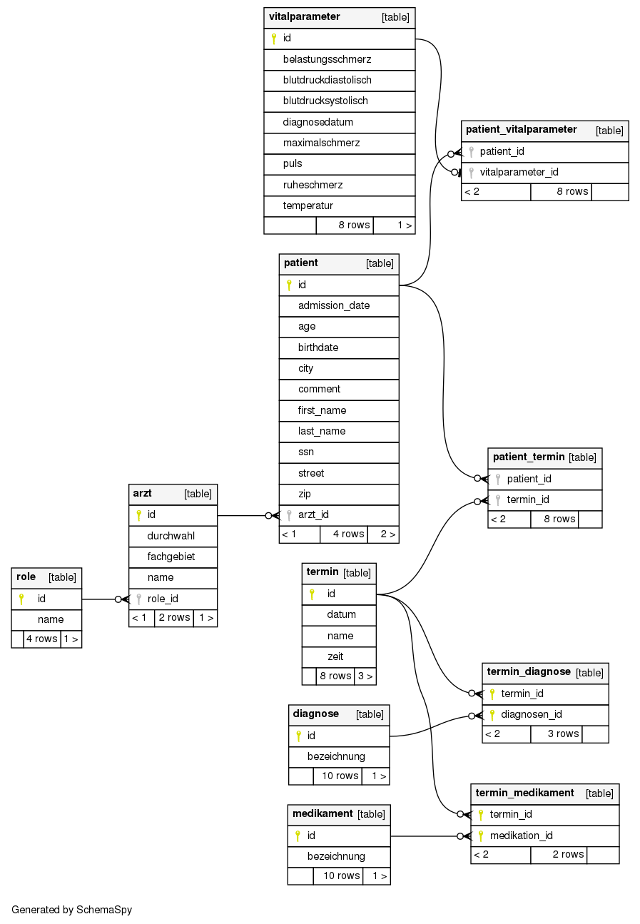 vitalparameter [table]
id
belastungsschmerz
blutdruckdiastolisch
blutdrucksystolisch
diagnosedatum
maximalschmerz
puls
ruheschmerz
temperatur
8 rows 1 >
patient_vitalparameter [table]
patient_id
vitalparameter_id
< 2 8 rows
patient [table]
id
admission_date
age
birthdate
city
comment
first_name
last_name
ssn
street
zip
arzt_id
< 1 4 rows 2 >
patient_termin [table]
patient_id
termin_id
< 2 8 rows
arzt [table]
id
durchwahl
fachgebiet
name
role_id
< 1 2 rows 1 >
role [table]
id
name
4 rows 1 >
termin [table]
id
datum
name
zeit
8 rows 3 >
termin_diagnose [table]
termin_id
diagnosen_id
< 2 3 rows
diagnose [table]
id
bezeichnung
10 rows 1 >
termin_medikament [table]
termin_id
medikation_id
< 2 2 rows
medikament [table]
id
bezeichnung
10 rows 1 >
Generated by SchemaSpy